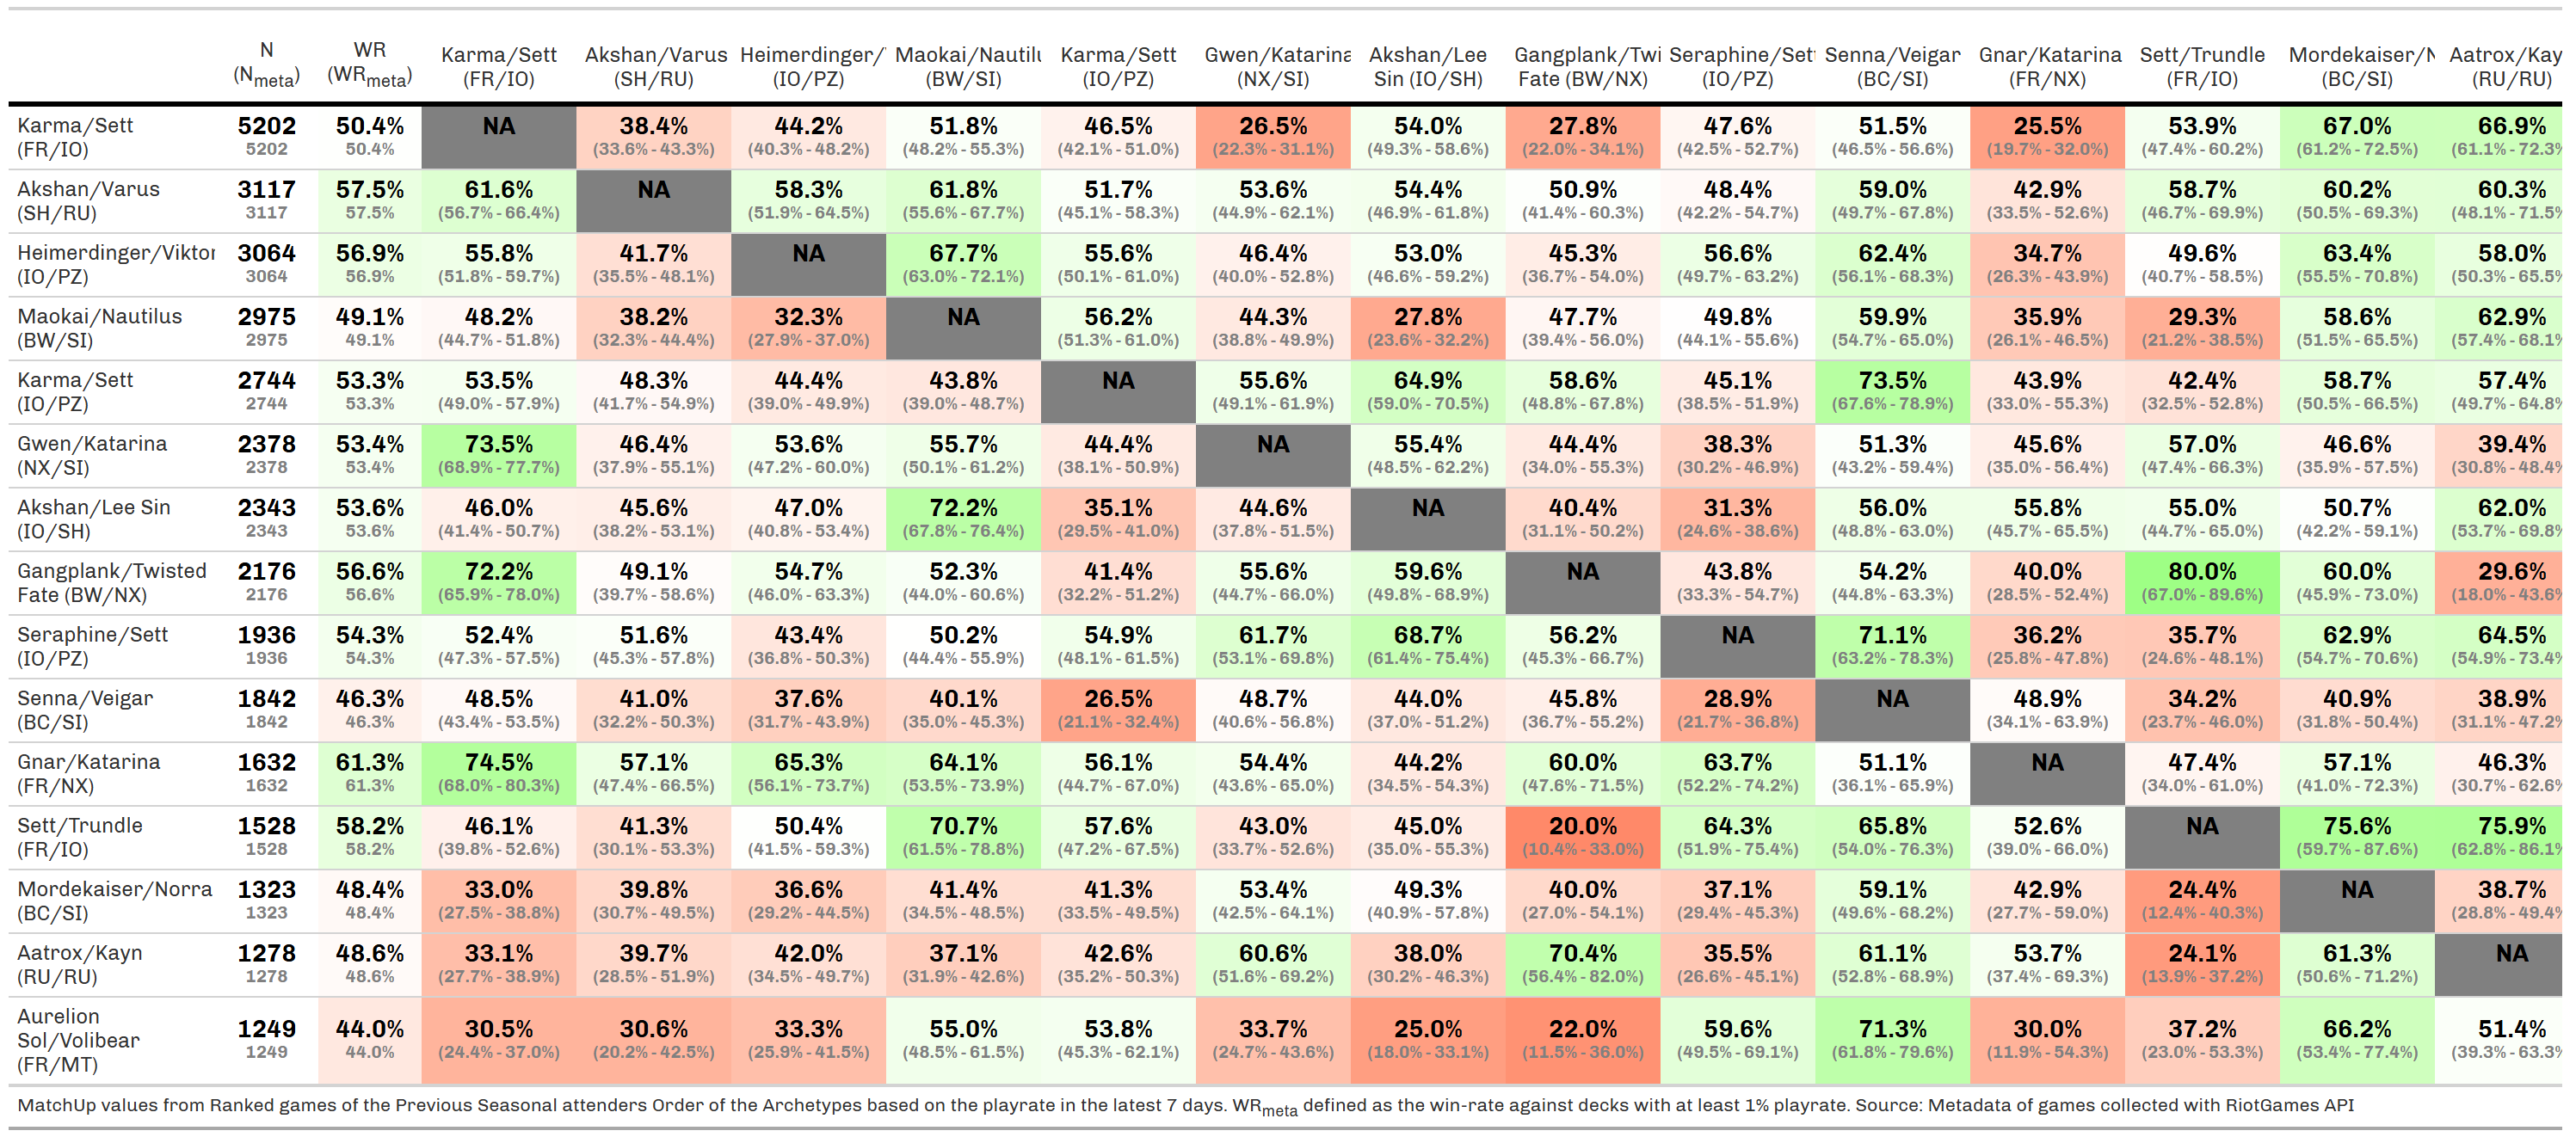 N WR Karma/Sett Akshan/Varus Heimerdinger/ Maokai/Nautilu Karma/Sett Gwen/Katarina Akshan/Lee Gangplank/Twi Seraphine/Sett Senna/Veigar Gnar/Katarina Sett/Trundle Mordekaiser/N Aatrox/Kay
(Nmeta) (WRmeta) (FR/IO) (SH/RU) (IO/PZ) (BW/SI) (IO/PZ) (NX/SI) Sin (IO/SH) Fate (BW/NX) (IO/PZ) (BC/SI) (FR/NX) (FR/IO) (BC/SI) (RU/RU)
Karma/Sett 5202 50.4% NA 38.4% 44.2% 51.8% 46.5% 26.5% 54.0% 27.8% 47.6% 51.5% 25.5% 53.9% 67.0% 66.9%
(FR/IO) 5202 50.4% (33.6% - 43.3%) (40.3% - 48.2%) (48.2% - 55.3%) (42.1% - 51.0%) (22.3% - 31.1%) (49.3% - 58.6%) (22.0% - 34.1%) (42.5% - 52.7%) (46.5% - 56.6%) (19.7% - 32.0%) (47.4% - 60.2%) (61.2% - 72.5%) (61.1% - 72.3%
Akshan/Varus 3117 57.5% 61.6% NA 58.3% 61.8% 51.7% 53.6% 54.4% 50.9% 48.4% 59.0% 42.9% 58.7% 60.2% 60.3%
(SH/RU) 3117 57.5% (56.7% - 66.4%) (51.9% - 64.5%) (55.6% - 67.7%) (45.1% - 58.3%) (44.9% - 62.1%) (46.9% - 61.8%) (41.4% - 60.3%) (42.2% - 54.7%) (49.7% - 67.8%) (33.5% - 52.6%) (46.7% - 69.9%) (50.5% - 69.3%) (48.1% - 71.5%
Heimerdinger/Viktor 3064 56.9% 55.8% 41.7% NA 67.7% 55.6% 46.4% 53.0% 45.3% 56.6% 62.4% 34.7% 49.6% 63.4% 58.0%
(IO/PZ) 3064 56.9% (51.8% - 59.7%) (35.5% - 48.1%) (63.0% - 72.1%) (50.1% - 61.0%) (40.0% - 52.8%) (46.6% - 59.2%) (36.7% - 54.0%) (49.7% - 63.2%) (56.1% - 68.3%) (26.3% - 43.9%) (40.7% - 58.5%) (55.5% - 70.8%) (50.3% - 65.5%
Maokai/Nautilus 2975 49.1% 48.2% 38.2% 32.3% NA 56.2% 44.3% 27.8% 47.7% 49.8% 59.9% 35.9% 29.3% 58.6% 62.9%
(BW/SI) 2975 49.1% (44.7% - 51.8%) (32.3% - 44.4%) (27.9% - 37.0%) (51.3% - 61.0%) (38.8% - 49.9%) (23.6% - 32.2%) (39.4% - 56.0%) (44.1% - 55.6%) (54.7% - 65.0%) (26.1% - 46.5%) (21.2% - 38.5%) (51.5% - 65.5%) (57.4% - 68.1%
Karma/Sett 2744 53.3% 53.5% 48.3% 44.4% 43.8% NA 55.6% 64.9% 58.6% 45.1% 73.5% 43.9% 42.4% 58.7% 57.4%
(IO/PZ) 2744 53.3% (49.0% - 57.9%) (41.7% - 54.9%) (39.0% - 49.9%) (39.0% - 48.7%) (49.1% - 61.9%) (59.0% - 70.5%) (48.8% - 67.8%) (38.5% - 51.9%) (67.6% - 78.9%) (33.0% - 55.3%) (32.5% - 52.8%) (50.5% - 66.5%) (49.7% - 64.8%
Gwen/Katarina 2378 53.4% 73.5% 46.4% 53.6% 55.7% 44.4% NA 55.4% 44.4% 38.3% 51.3% 45.6% 57.0% 46.6% 39.4%
(NX/SI) 2378 53.4% (68.9% - 77.7%) (37.9% - 55.1%) (47.2% - 60.0%) (50.1% - 61.2%) (38.1% - 50.9%) (48.5% - 62.2%) (34.0% - 55.3%) (30.2% - 46.9%) (43.2% - 59.4%) (35.0% - 56.4%) (47.4% - 66.3%) (35.9% - 57.5%) (30.8% - 48.4%
Akshan/Lee Sin 2343 53.6% 46.0% 45.6% 47.0% 72.2% 35.1% 44.6% NA 40.4% 31.3% 56.0% 55.8% 55.0% 50.7% 62.0%
(IO/SH) 2343 53.6% (41.4% - 50.7%) (38.2% - 53.1%) (40.8% - 53.4%) (67.8% - 76.4%) (29.5% - 41.0%) (37.8% - 51.5%) (31.1% - 50.2%) (24.6% - 38.6%) (48.8% - 63.0%) (45.7% - 65.5%) (44.7% - 65.0%) (42.2% - 59.1%) (53.7% - 69.8%
Gangplank/Twisted 2176 56.6% 72.2% 49.1% 54.7% 52.3% 41.4% 55.6% 59.6% NA 43.8% 54.2% 40.0% 80.0% 60.0% 29.6%
Fate (BW/NX) 2176 56.6% (65.9% - 78.0%) (39.7% - 58.6%) (46.0% - 63.3%) (44.0% - 60.6%) (32.2% - 51.2%) (44.7% - 66.0%) (49.8% - 68.9%) (33.3% - 54.7%) (44.8% - 63.3%) (28.5% - 52.4%) (67.0% - 89.6%) (45.9% - 73.0%) (18.0% - 43.6%
Seraphine/Sett 1936 54.3% 52.4% 51.6% 43.4% 50.2% 54.9% 61.7% 68.7% 56.2% NA 71.1% 36.2% 35.7% 62.9% 64.5%
(IO/PZ) 1936 54.3% (47.3% - 57.5%) (45.3% - 57.8%) (36.8% - 50.3%) (44.4% - 55.9%) (48.1% - 61.5%) (53.1% - 69.8%) (61.4% - 75.4%) (45.3% - 66.7%) (63.2% - 78.3%) (25.8% - 47.8%) (24.6% - 48.1%) (54.7% - 70.6%) (54.9% - 73.4%
Senna/Veigar 1842 46.3% 48.5% 41.0% 37.6% 40.1% 26.5% 48.7% 44.0% 45.8% 28.9% NA 48.9% 34.2% 40.9% 38.9%
(BC/SI) 1842 46.3% (43.4% - 53.5%) (32.2% - 50.3%) (31.7% - 43.9%) (35.0% - 45.3%) (21.1% - 32.4%) (40.6% - 56.8%) (37.0% - 51.2%) (36.7% - 55.2%) (21.7% - 36.8%) (34.1% - 63.9%) (23.7% - 46.0%) (31.8% - 50.4%) (31.1% - 47.2%
Gnar/Katarina 1632 61.3% 74.5% 57.1% 65.3% 64.1% 56.1% 54.4% 44.2% 60.0% 63.7% 51.1% NA 47.4% 57.1% 46.3%
(FR/NX) 1632 61.3% (68.0% - 80.3%) (47.4% - 66.5%) (56.1% - 73.7%) (53.5% - 73.9%) (44.7% - 67.0%) (43.6% - 65.0%) (34.5% - 54.3%) (47.6% - 71.5%) (52.2% - 74.2%) (36.1% - 65.9%) (34.0% - 61.0%) (41.0% - 72.3%) (30.7% - 62.6%
Sett/Trundle 1528 58.2% 46.1% 41.3% 50.4% 70.7% 57.6% 43.0% 45.0% 20.0% 64.3% 65.8% 52.6% NA 75.6% 75.9%
(FR/IO) 1528 58.2% (39.8% - 52.6%) (30.1% - 53.3%) (41.5% - 59.3%) (61.5% - 78.8%) (47.2% - 67.5%) (33.7% - 52.6%) (35.0% - 55.3%) (10.4% - 33.0%) (51.9% - 75.4%) (54.0% - 76.3%) (39.0% - 66.0%) (59.7% - 87.6%) (62.8% - 86.1%
Mordekaiser/Norra 1323 48.4% 33.0% 39.8% 36.6% 41.4% 41.3% 53.4% 49.3% 40.0% 37.1% 59.1% 42.9% 24.4% NA 38.7%
(BC/SI) 1323 48.4% (27.5% - 38.8%) (30.7% - 49.5%) (29.2% - 44.5%) (34.5% - 48.5%) (33.5% - 49.5%) (42.5% - 64.1%) (40.9% - 57.8%) (27.0% - 54.1%) (29.4% - 45.3%) (49.6% - 68.2%) (27.7% - 59.0%) (12.4% - 40.3%) (28.8% - 49.4%
Aatrox/Kayn 1278 48.6% 33.1% 39.7% 42.0% 37.1% 42.6% 60.6% 38.0% 70.4% 35.5% 61.1% 53.7% 24.1% 61.3% NA
(RU/RU) 1278 48.6% (27.7% - 38.9%) (28.5% - 51.9%) (34.5% - 49.7%) (31.9% - 42.6%) (35.2% - 50.3%) (51.6% - 69.2%) (30.2% - 46.3%) (56.4% - 82.0%) (26.6% - 45.1%) (52.8% - 68.9%) (37.4% - 69.3%) (13.9% - 37.2%) (50.6% - 71.2%)
Aurelion
Sol/Volibear 1249 44.0% 30.5% 30.6% 33.3% 55.0% 53.8% 33.7% 25.0% 22.0% 59.6% 71.3% 30.0% 37.2% 66.2% 51.4%
(FR/MT) 1249 44.0% (24.4% - 37.0%) (20.2% - 42.5%) (25.9% - 41.5%) (48.5% - 61.5%) (45.3% - 62.1%) (24.7% - 43.6%) (18.0% - 33.1%) (11.5% - 36.0%) (49.5% - 69.1%) (61.8% - 79.6%) (11.9% - 54.3%) (23.0% - 53.3%) (53.4% - 77.4%) (39.3% - 63.3%
MatchUp values from Ranked games of the Previous Seasonal attenders Order of the Archetypes based on the playrate in the latest 7 days. WRmeta defined as the win-rate against decks with at least 1% playrate. Source: Metadata of games collected with RiotGames API